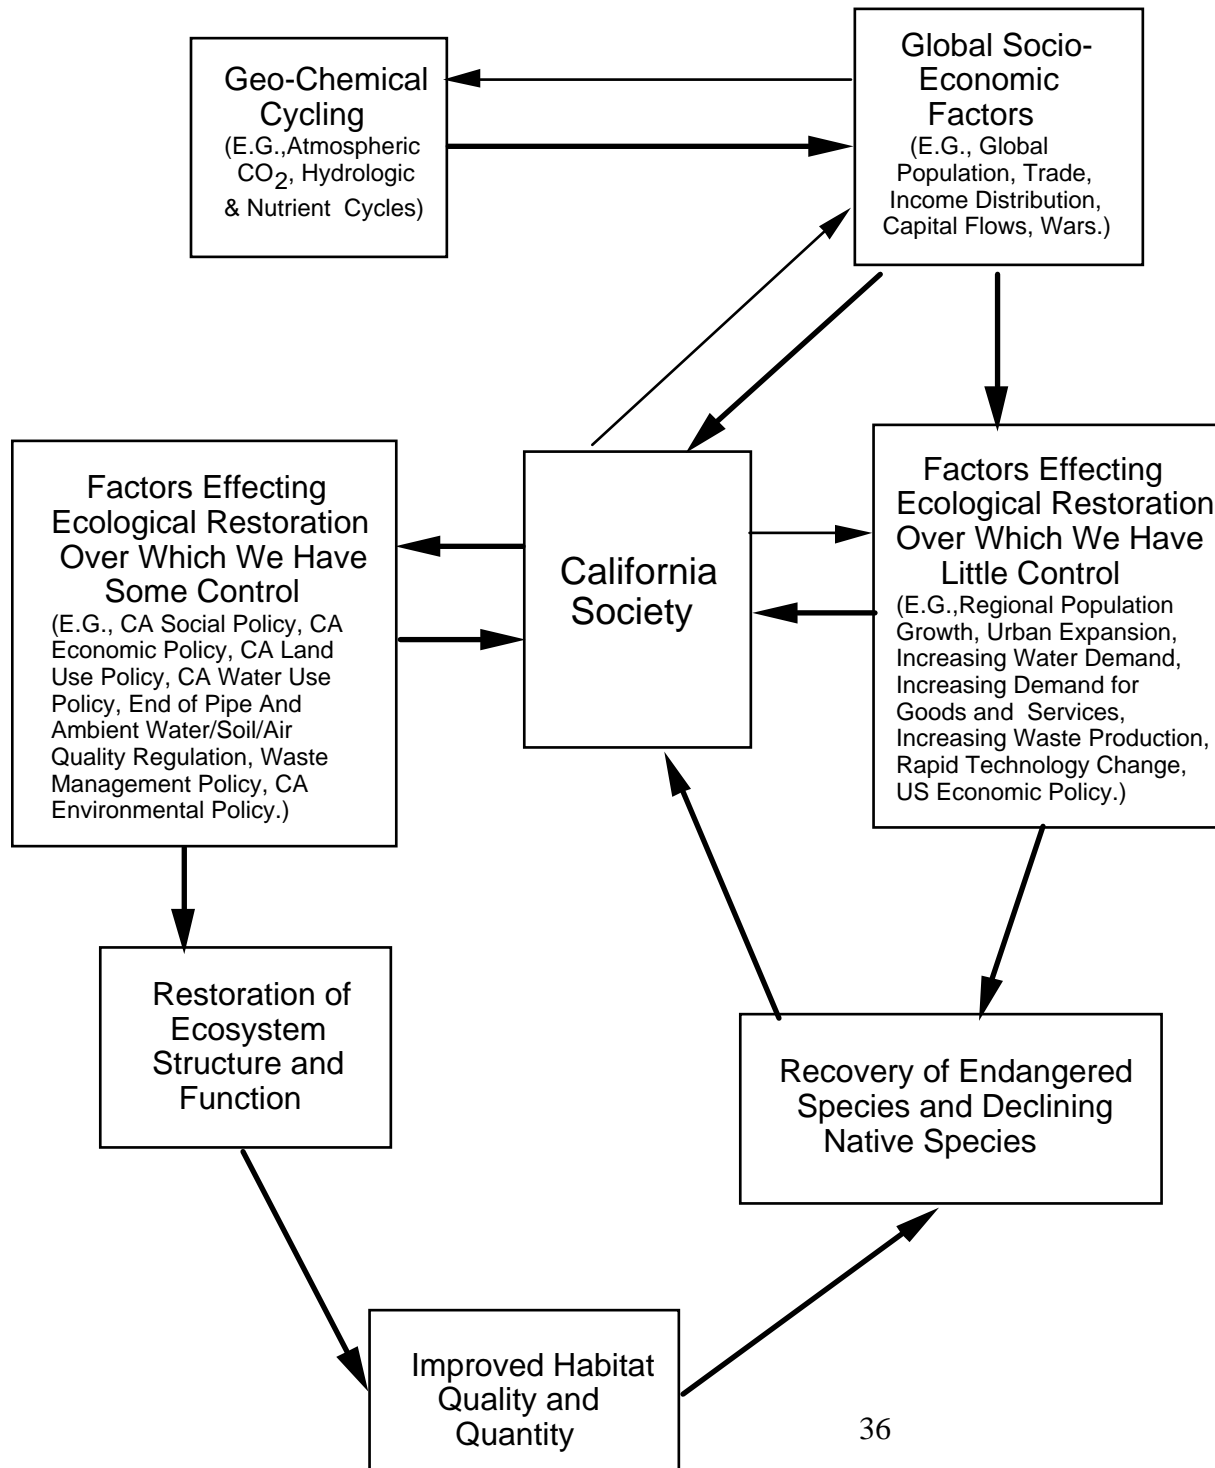 Geo-Chemical
Cycling
(E.G.,Atmospheric
CO2, Hydrologic
& Nutrient Cycles)
Global Socio-
Economic
Factors
(E.G., Global
Population, Trade,
Income Distribution,
Capital Flows, Wars.)
Factors Effecting
Ecological Restoration
Over Which We Have
Some Control
(E.G., CA Social Policy, CA
Economic Policy, CA Land
Use Policy, CA Water Use
Policy, End of Pipe And
Ambient Water/Soil/Air
Quality Regulation, Waste
Management Policy, CA
Environmental Policy.)
California
Society
Factors Effecting
Ecological Restoration
Over Which We Have
Little Control
(E.G.,Regional Population
Growth, Urban Expansion,
Increasing Water Demand,
Increasing Demand for
Goods and Services,
Increasing Waste Production,
Rapid Technology Change,
US Economic Policy.)
Restoration of
Ecosystem
Structure and
Function
Recovery of Endangered
Species and Declining
Native Species
Improved Habitat
Quality and
Quantity
36